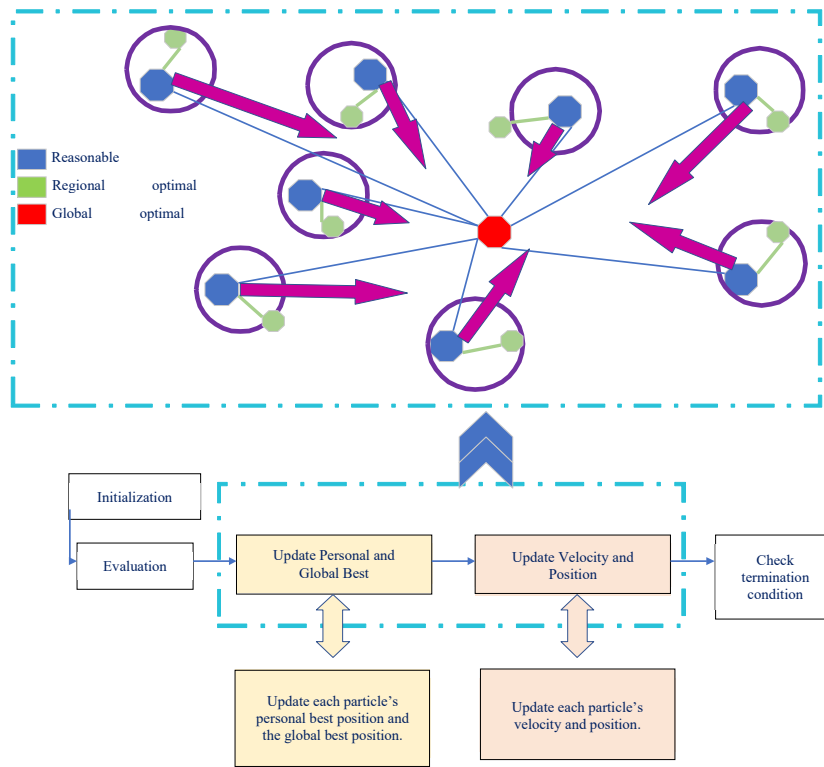 Reasonable
Regional optimal
Global optimal
Initialization
Evaluation
Update Personal and
Global Best
Update Velocity and
Position
Check
termination
condition
Update each particle's
personal best position and
the global best position.
Update each particle's
velocity and position.